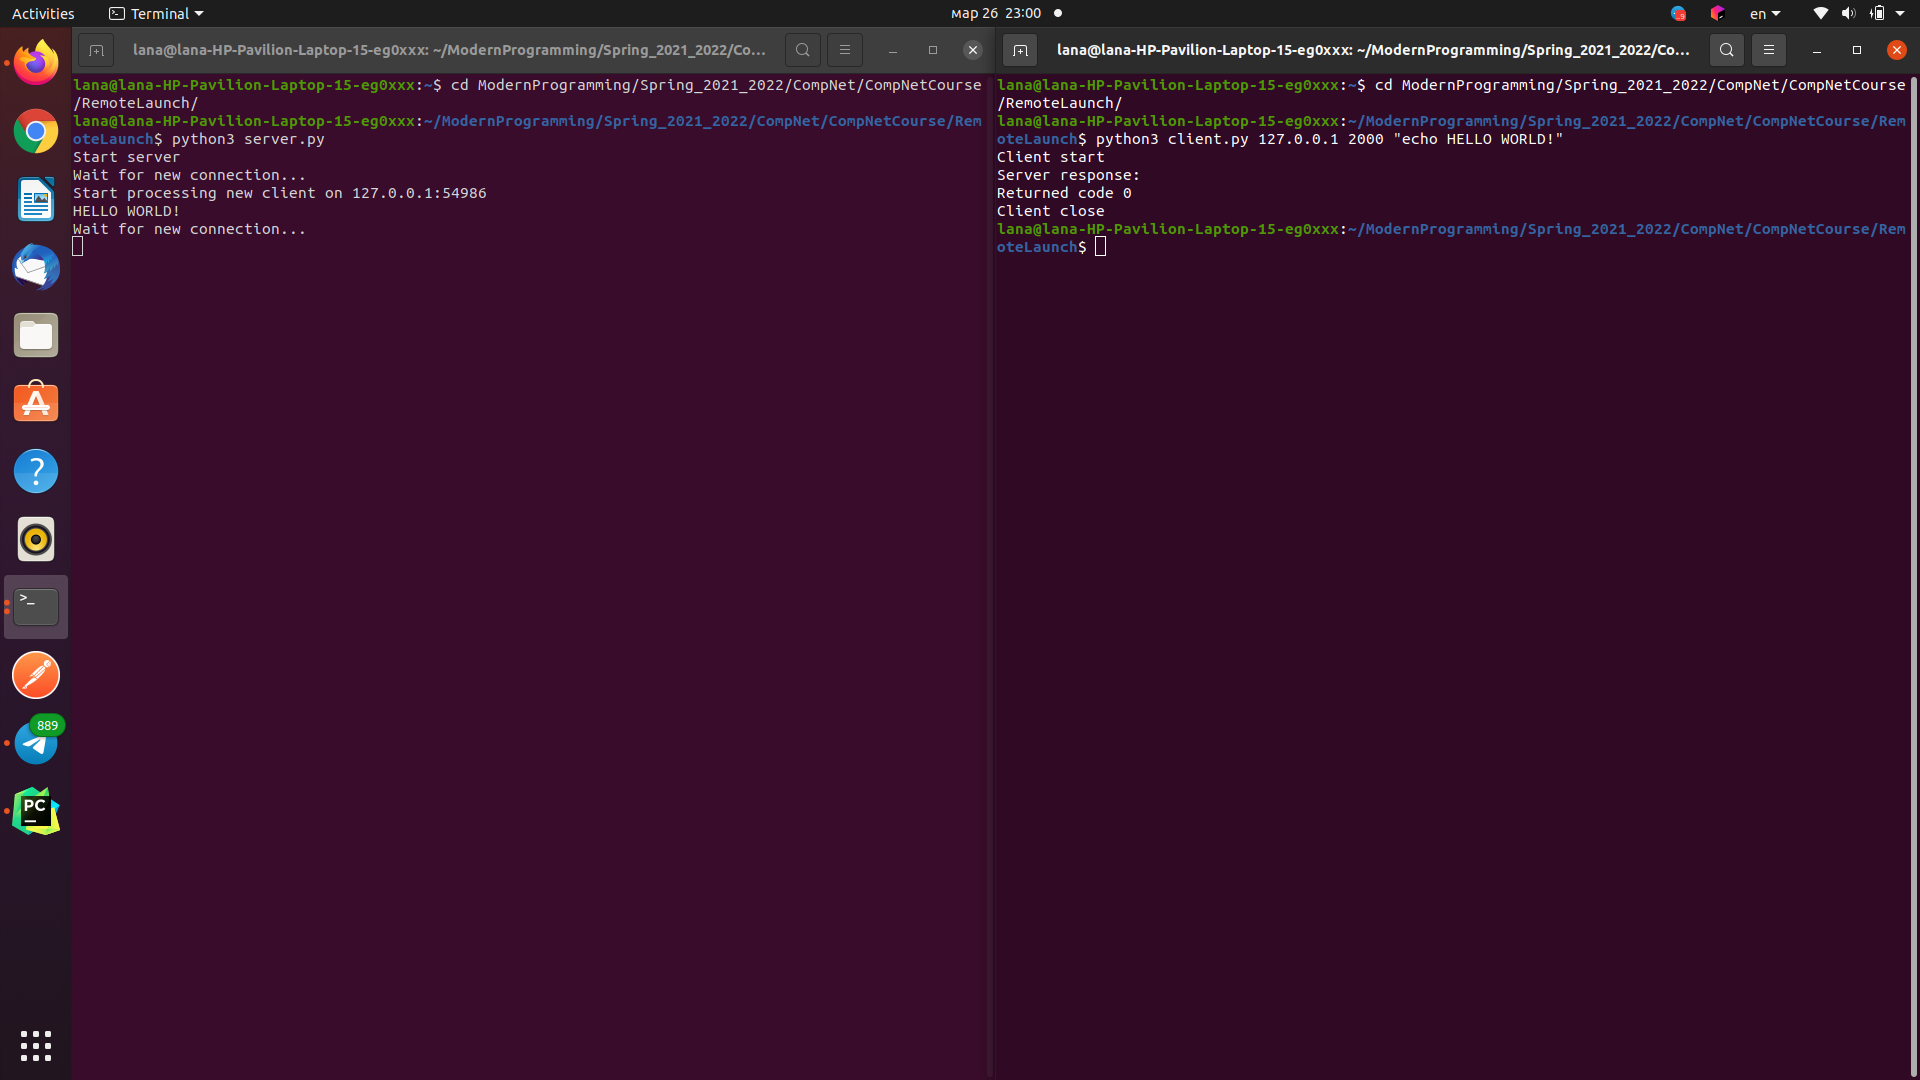 Activities
Terminal
мар 26 23:00
en
lana@lana-HP-Pavilion-Laptop-15-eg0xxx: ~/ModernProgramming/Spring_2021_2022/Co...
lana@lana-HP-Pavilion-Laptop-15-eg0xxx:~$ cd ModernProgramming/Spring_2021_2022/CompNet/CompNetCourse
/RemoteLaunch/
lana@lana-HP-Pavilion-Laptop-15-eg0xxx:~/ModernProgramming/Spring_2021_2022/CompNet/CompNetCourse/Rem
oteLaunch$ python3 server.py
Start server
Wait for new connection...
Start processing new client on 127.0.0.1:54986
HELLO WORLD!
Wait for new connection...
lana@lana-HP-Pavilion-Laptop-15-eg0xxx: ~/ModernProgramming/Spring_2021_2022/Co...
lana@lana-HP-Pavilion-Laptop-15-eg0xxx:~$ cd ModernProgramming/Spring_2021_2022/CompNet/CompNetCourse
/RemoteLaunch/
lana@lana-HP-Pavilion-Laptop-15-eg0xxx:~/ModernProgramming/Spring_2021_2022/CompNet/CompNetCourse/Rem
oteLaunch$ python3 client.py 127.0.0.1 2000 "echo HELLO WORLD!"
Client start
Server response:
Returned code 0
Client close
lana@lana-HP-Pavilion-Laptop-15-eg0xxx:~/ModernProgramming/Spring_2021_2022/CompNet/CompNetCourse/Rem
oteLaunch$
>_
889
PC